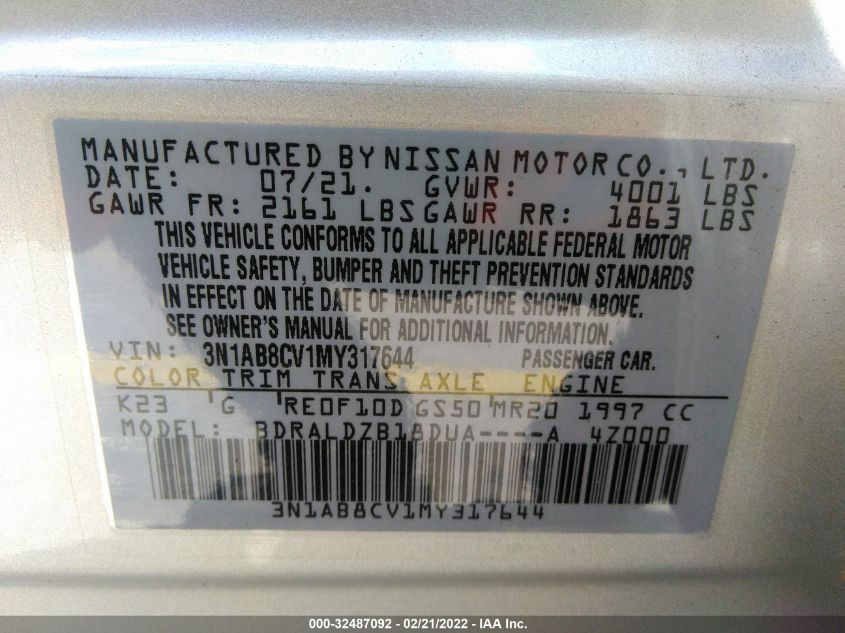 MANUFACTURED BY NISSAN MOTOR CO., LTD.
DATE: 07/21. GVWR: 4001 LBS
GAWR FR: 2161 LBS GAWR RR: 1863 LBS
THIS VEHICLE CONFORMS TO ALL APPLICABLE FEDERAL MOTOR
VEHICLE SAFETY, BUMPER AND THEFT PREVENTION STANDARDS
IN EFFECT ON THE DATE OF MANUFACTURE SHOWN ABOVE.
SEE OWNER'S MANUAL FOR ADDITIONAL INFORMATION.
VIN: 3N1AB8CV1MY317644 PASSENGER CAR.
COLOR TRIM TRANS AXLE ENGINE
K23 'G 'RE0F10D GS50'MR20 1997 CC
MODEL: BDRALDZB18DUA----A 4Z000
3N1AB8CV1MY317644
000-32487092 - 02/21/2022 - IAA Inc.